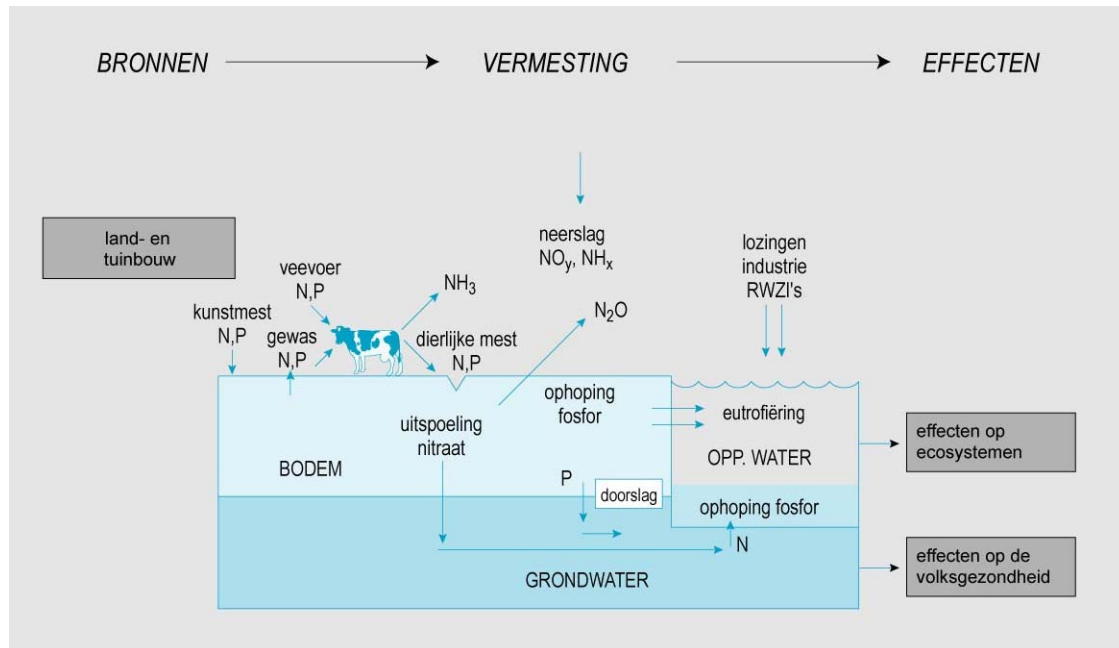 BRONNEN
VERMESTING
EFFECTEN
land- en
tuinbouw
neerslag
NOy, NHx
lozingen
industrie
RWZI's
veevoer
N,P
NH3
N2O
kunstmest
N,P
gewas
N,P
dierlijke mest
N,P
ophoping
fosfor
eutrofiëring
uitspoeling
nitraat
BODEM
OPP. WATER
effecten op
ecosystemen
P
doorslag
ophoping fosfor
N
GRONDWATER
effecten op de
volksgezondheid